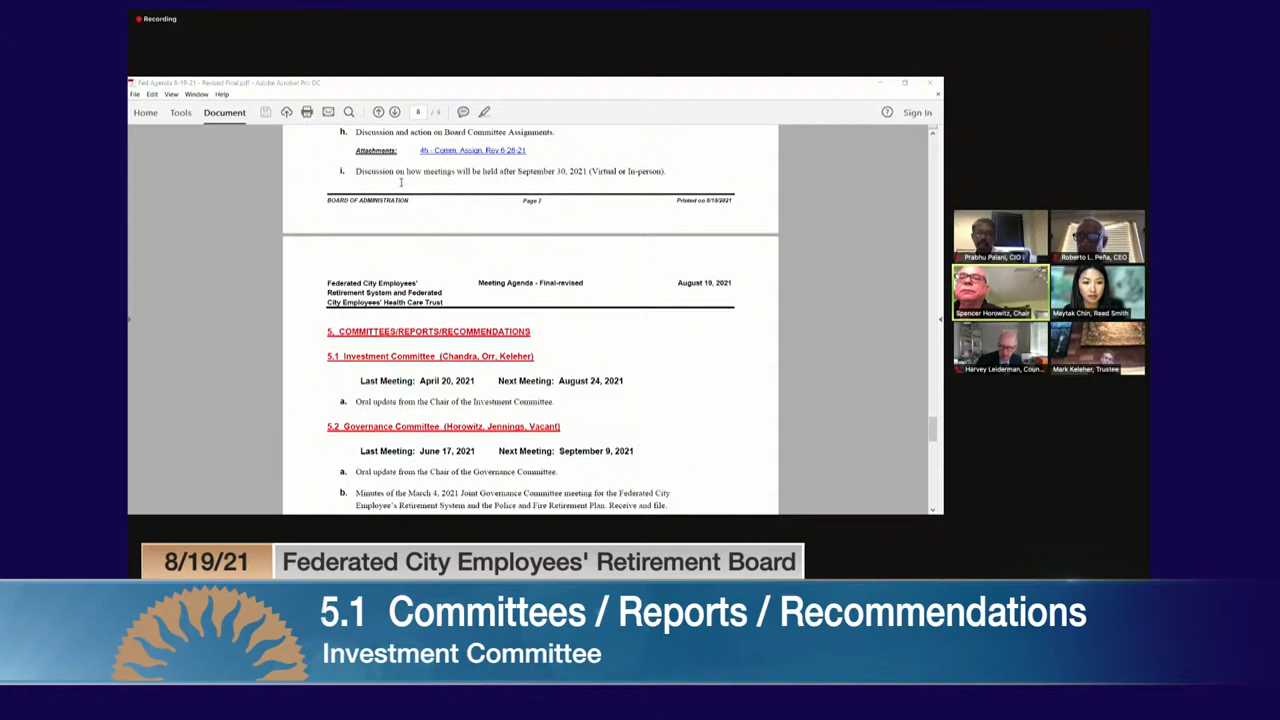 Recording
Fed Agenda 8-19-21 - Revised Final.pdf - Adobe Acrobat Pro DC
File Edit View Window Help
Home Tools Document 8 / 9 Sign In
h. Discussion and action on Board Committee Assignments.
Attachments: 4h - Comm. Assign. Rev 6-28-21
i. Discussion on how meetings will be held after September 30, 2021 (Virtual or In-person).
BOARD OF ADMINISTRATION Page 7 Printed on 8/18/2021
Federated City Employees' Meeting Agenda - Final-revised August 19, 2021
Retirement System and Federated
City Employees' Health Care Trust
5. COMMITTEES/REPORTS/RECOMMENDATIONS
5.1 Investment Committee (Chandra, Orr, Keleher)
Last Meeting: April 20, 2021 Next Meeting: August 24, 2021
a. Oral update from the Chair of the Investment Committee.
5.2 Governance Committee (Horowitz, Jennings, Vacant)
Last Meeting: June 17, 2021 Next Meeting: September 9, 2021
a. Oral update from the Chair of the Governance Committee.
b. Minutes of the March 4, 2021 Joint Governance Committee meeting for the Federated City
Employee's Retirement System and the Police and Fire Retirement Plan. Receive and file.
Prabhu Palani, CIO
Roberto L. Peña, CEO
Spencer Horowitz, Chair
Maytak Chin, Reed Smith
Harvey Leiderman, Coun...
Mark Keleher, Trustee
8/19/21 Federated City Employees' Retirement Board
5.1 Committees / Reports / Recommendations
Investment Committee